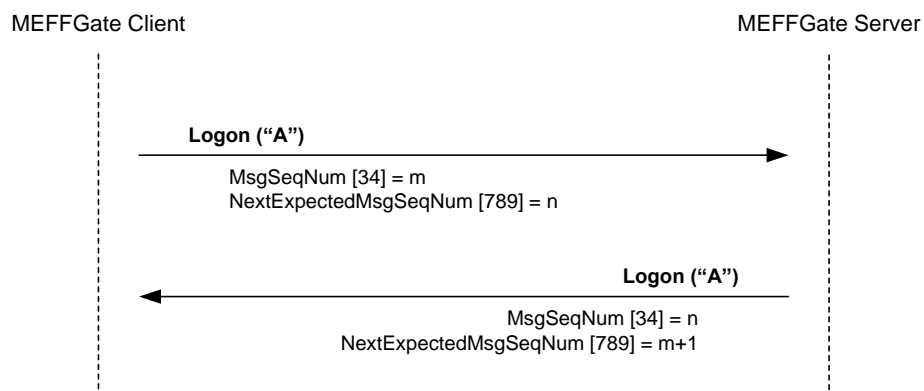 MEFFGate Client
MEFFGate Server
Logon (“A”)
MsgSeqNum [34] = m
NextExpectedMsgSeqNum [789] = n
Logon (“A”)
MsgSeqNum [34] = n
NextExpectedMsgSeqNum [789] = m+1